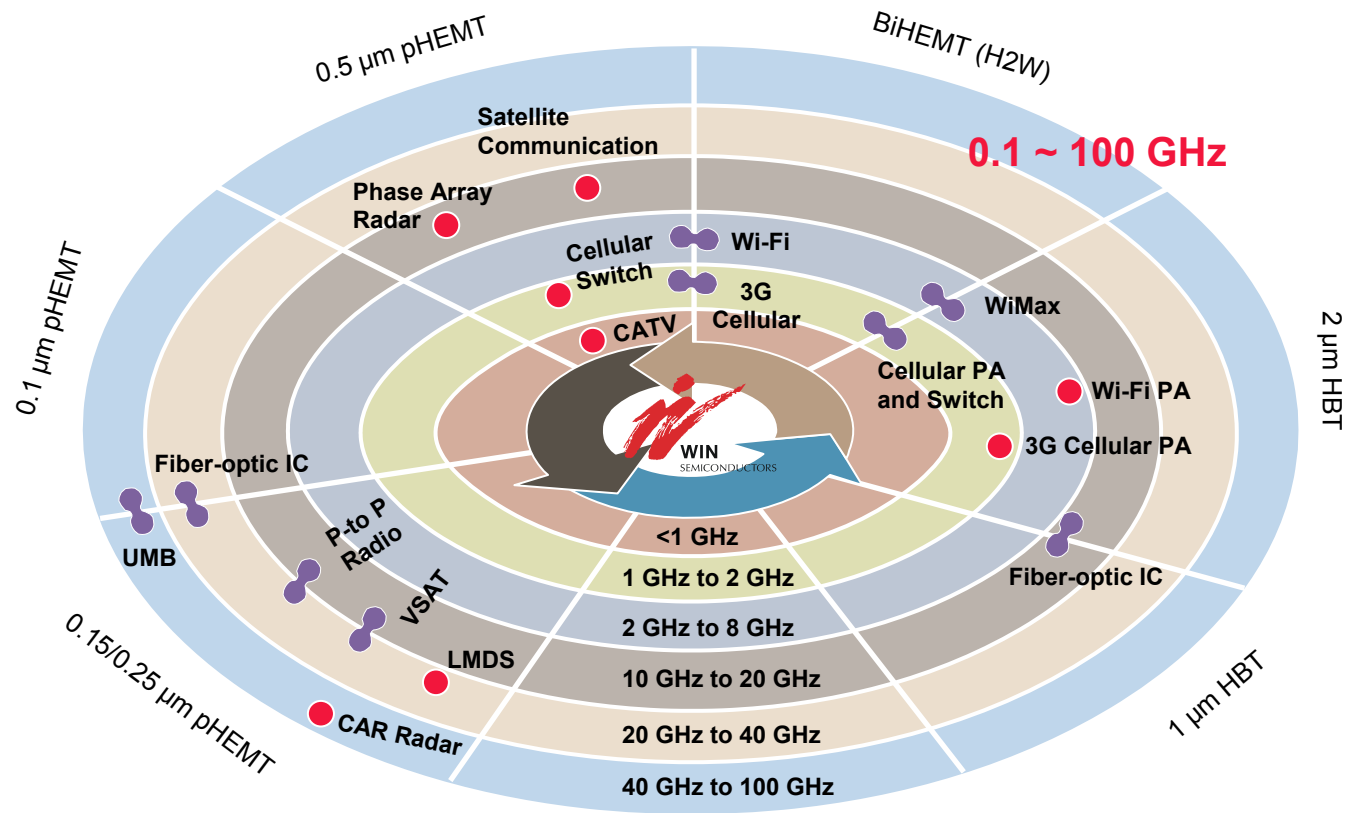 0.5 µm pHEMT
BiHEMT (H2W)
Satellite
Communication
0.1 ~ 100 GHz
Phase Array
Radar
Cellular
Switch
Wi-Fi
3G
Cellular
WiMax
CATV
0.1 µm pHEMT
2 µm HBT
Cellular PA
and Switch
Wi-Fi PA
3G Cellular PA
WIN
SEMICONDUCTORS
Fiber-optic IC
UMB
P-to P
Radio
VSAT
LMDS
CAR Radar
0.15/0.25 µm pHEMT
<1 GHz
1 GHz to 2 GHz
2 GHz to 8 GHz
10 GHz to 20 GHz
20 GHz to 40 GHz
40 GHz to 100 GHz
Fiber-optic IC
1 µm HBT